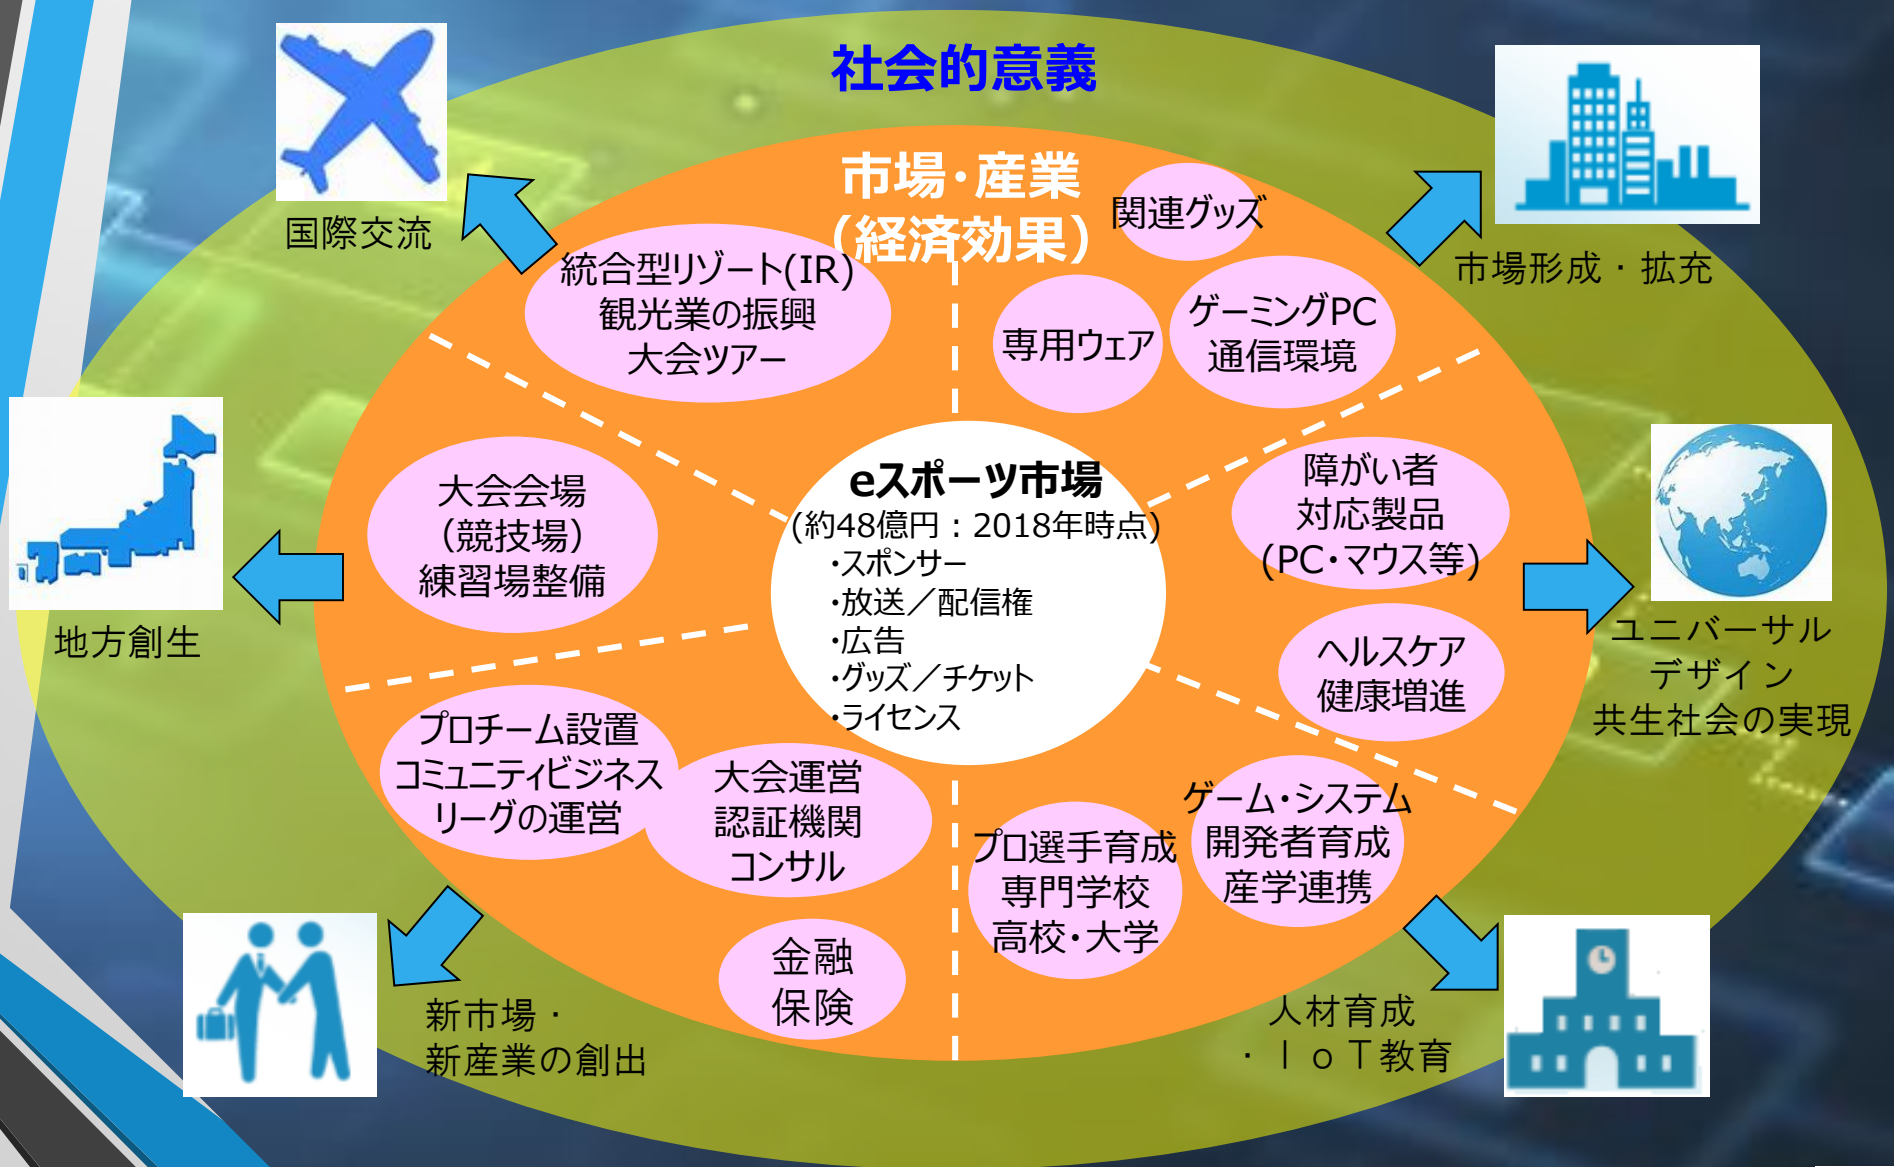 社会的意義
市場・産業
（経済効果）
国際交流
統合型リゾート(IR)
観光業の振興
大会ツアー
関連グッズ
専用ウェア
ゲーミングPC
通信環境
市場形成・拡充
大会会場
（競技場）
練習場整備
地方創生
eスポーツ市場
(約48億円：2018年時点)
・スポンサー
・放送／配信権
・広告
・グッズ／チケット
・ライセンス
障がい者
対応製品
(PC・マウス等)
ヘルスケア
健康増進
ユニバーサル
デザイン
共生社会の実現
プロチーム設置
コミュニティビジネス
リーグの運営
大会運営
認証機関
コンサル
金融
保険
新市場・
新産業の創出
プロ選手育成
専門学校
高校・大学
ゲーム・システム
開発者育成
産学連携
人材育成
・ＩｏＴ教育